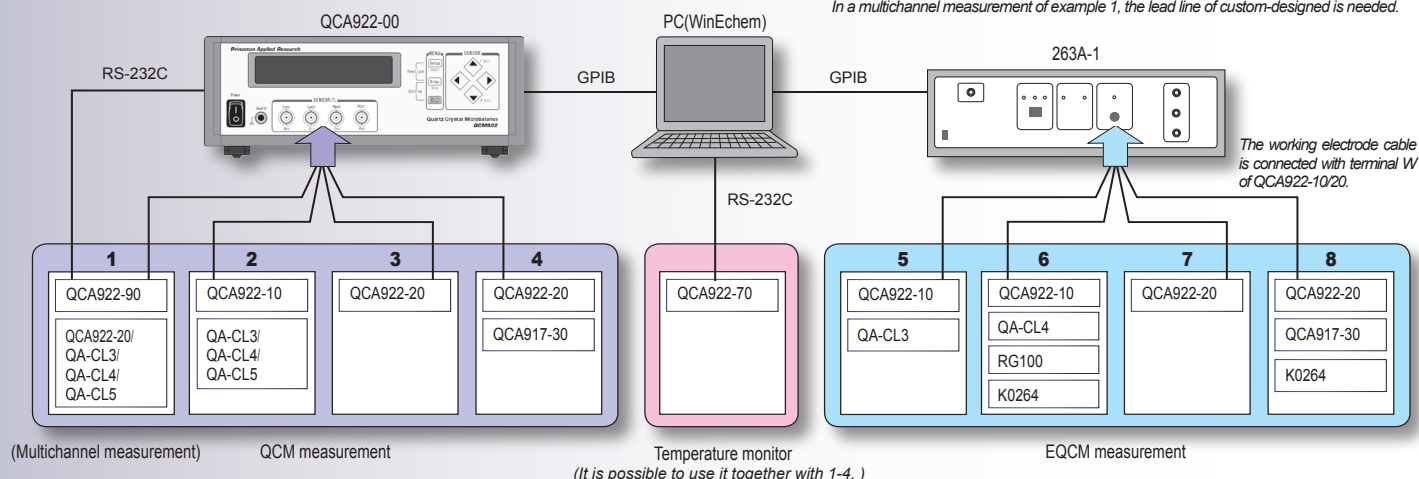 In a multichannel measurement of example 1, the lead line of custom-designed is needed.
QCA922-00
PC(WinEchem)
263A-1
Princeton Applied Research
MENU
CURSOR
Setup
Power
SENSOR
Quartz Crystal Microbalance
QCM922
RS-232C
GPIB
GPIB
RS-232C
The working electrode cable
is connected with terminal W
of QCA922-10/20.
1
QCA922-90
QCA922-20/
QA-CL3/
QA-CL4/
QA-CL5
2
QCA922-10
QA-CL3/
QA-CL4/
QA-CL5
3
QCA922-20
4
QCA922-20
QCA917-30
QCA922-70
5
QCA922-10
QA-CL3
6
QCA922-10
QA-CL4
RG100
K0264
7
QCA922-20
8
QCA922-20
QCA917-30
K0264
(Multichannel measurement)
QCM measurement
Temperature monitor
(It is possible to use it together with 1-4. )
EQCM measurement